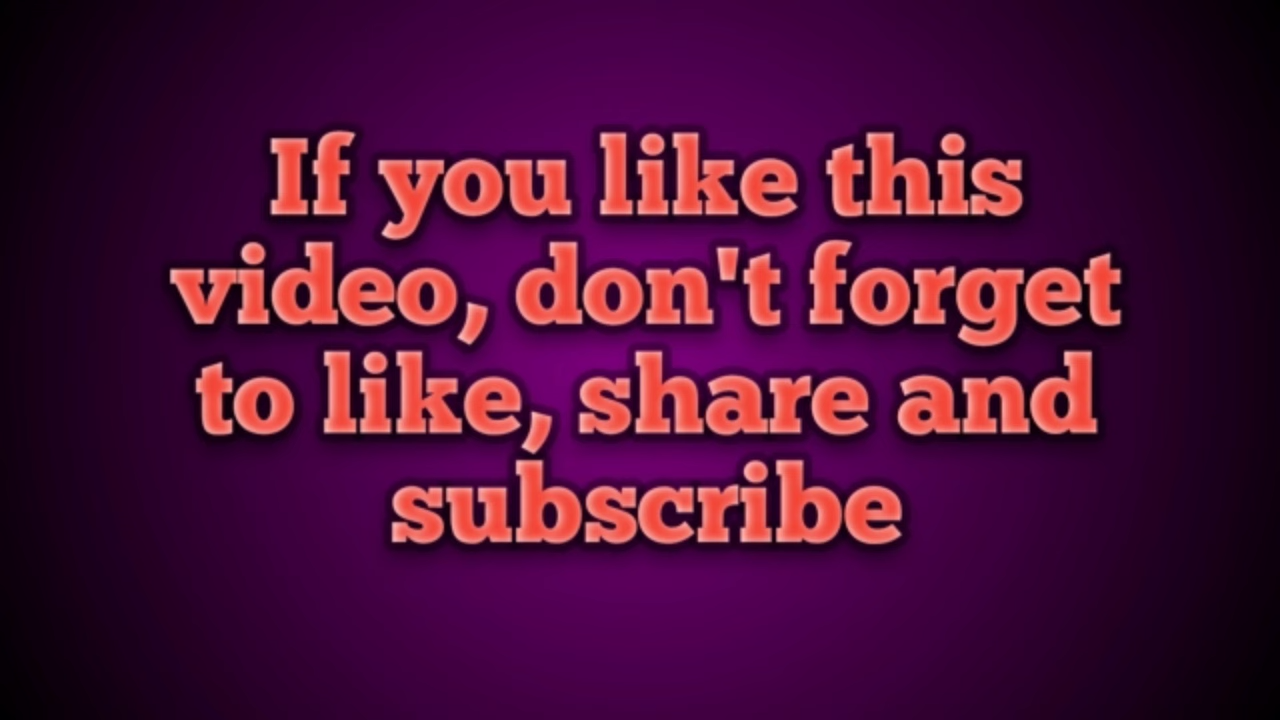 If you like this
video, don't forget
to like, share and
subscribe